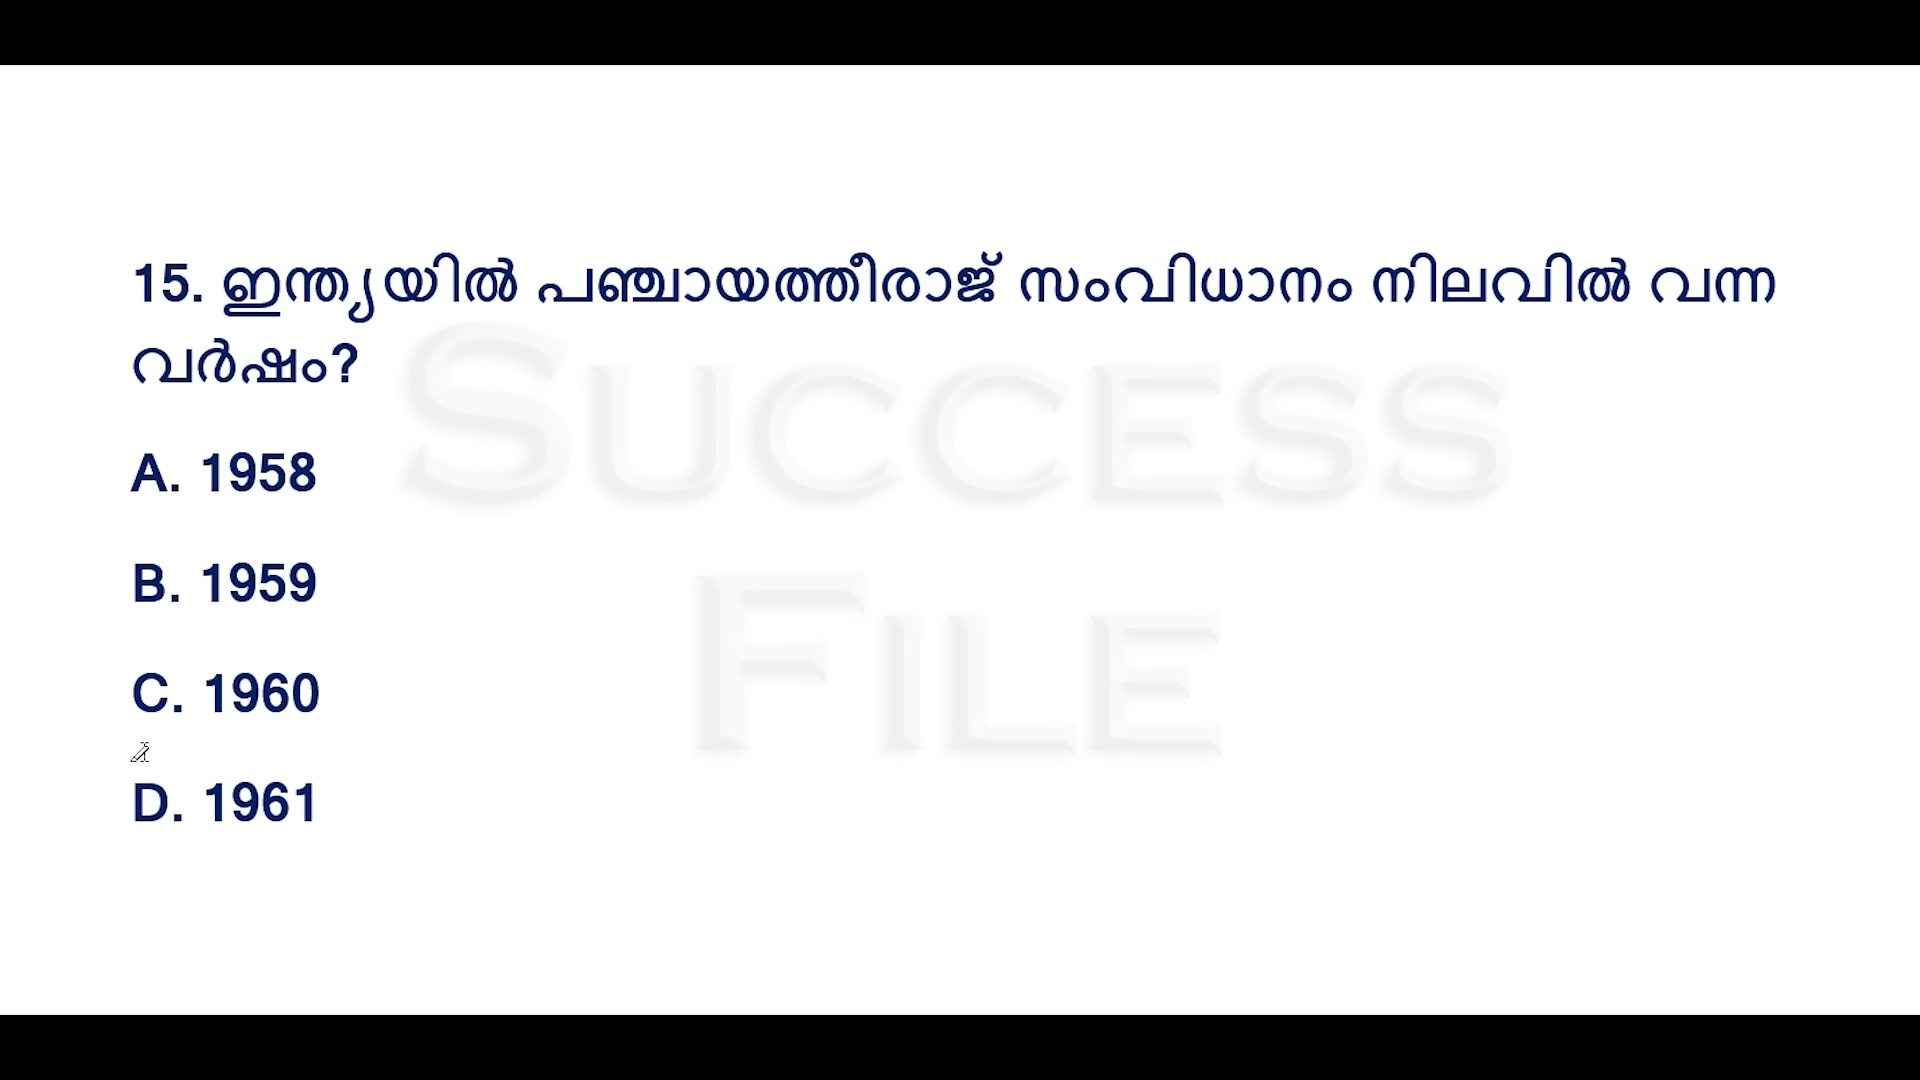 15. ഇന്ത്യയിൽ പഞ്ചായത്തീരാജ് സംവിധാനം നിലവിൽ വന്ന
വർഷം?
SUCCESS
FILE
A. 1958
B. 1959
C. 1960
D. 1961